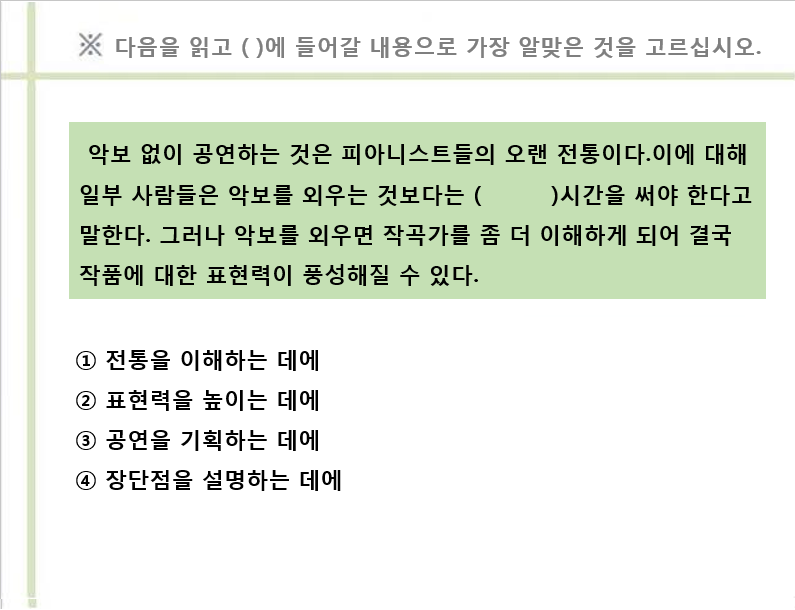 ※ 다음을 읽고 ( )에 들어갈 내용으로 가장 알맞은 것을 고르십시오.
악보 없이 공연하는 것은 피아니스트들의 오랜 전통이다.이에 대해
일부 사람들은 악보를 외우는 것보다는 (          )시간을 써야 한다고
말한다. 그러나 악보를 외우면 작곡가를 좀 더 이해하게 되어 결국
작품에 대한 표현력이 풍성해질 수 있다.
① 전통을 이해하는 데에
② 표현력을 높이는 데에
③ 공연을 기획하는 데에
④ 장단점을 설명하는 데에